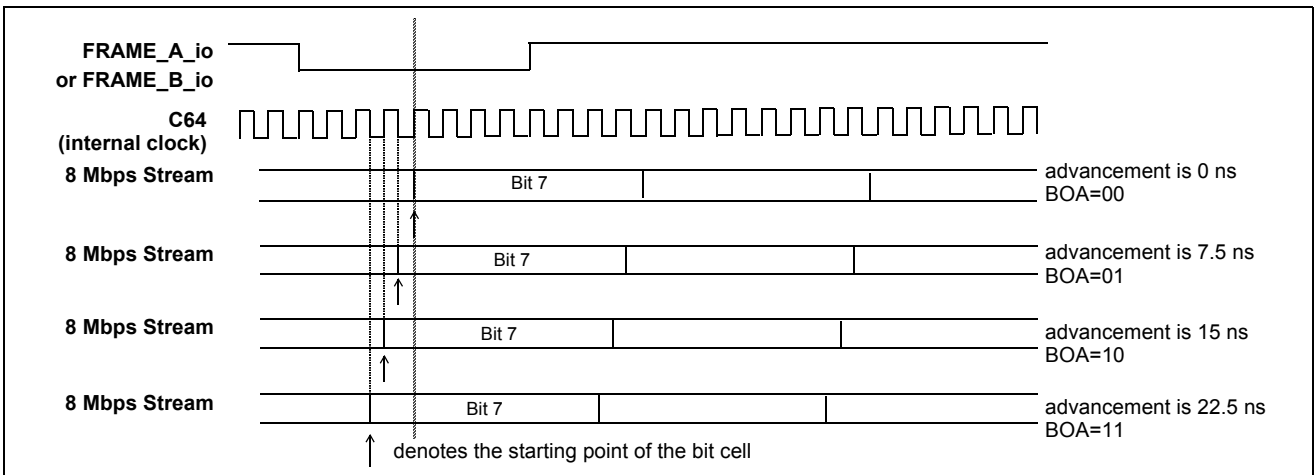 FRAME_A_io
or FRAME_B_io
C64
(internal clock)
8 Mbps Stream
Bit 7
advancement is 0 ns
BOA=00
8 Mbps Stream
Bit 7
advancement is 7.5 ns
BOA=01
8 Mbps Stream
Bit 7
advancement is 15 ns
BOA=10
8 Mbps Stream
Bit 7
advancement is 22.5 ns
BOA=11
denotes the starting point of the bit cell